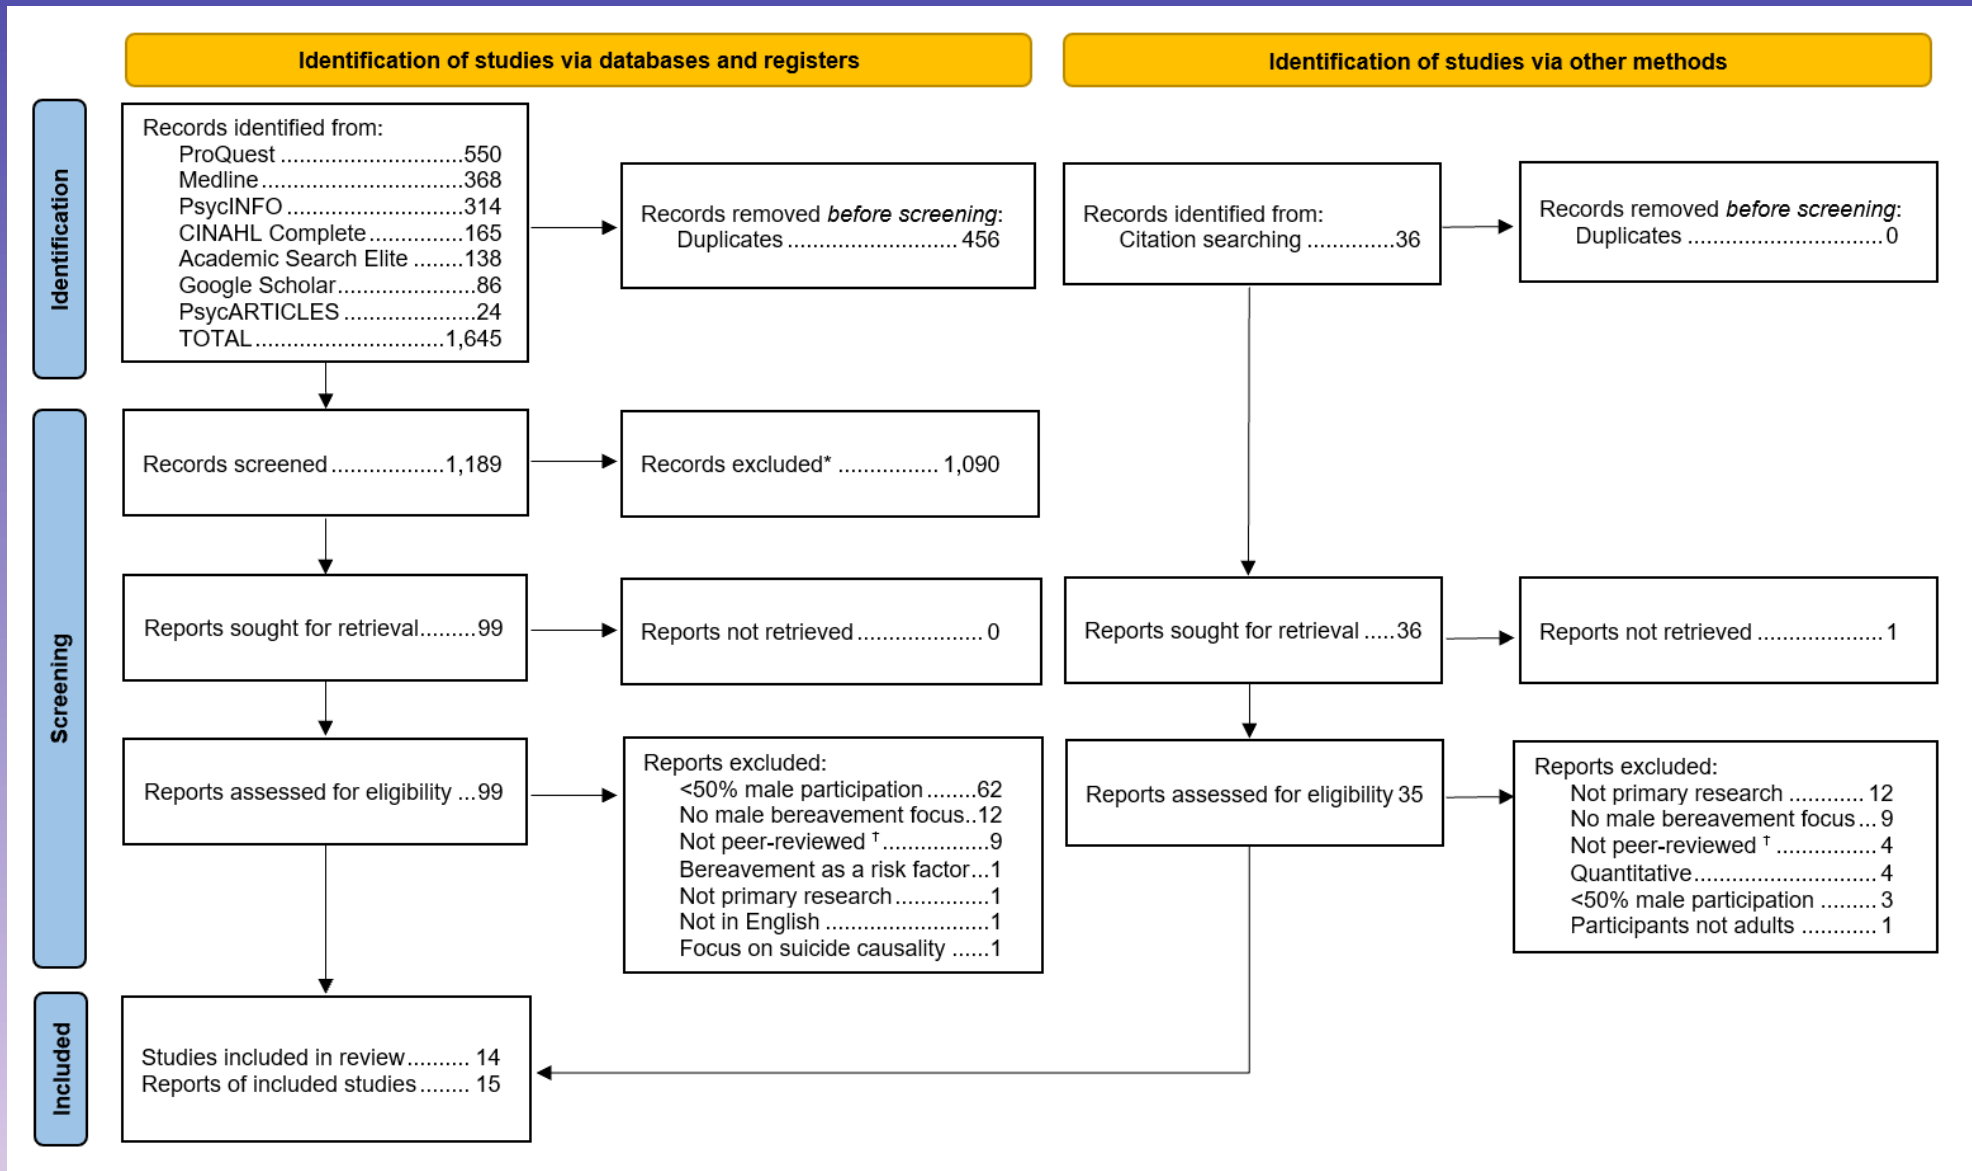 Identification of studies via databases and registers
Identification of studies via other methods
Identification
Records identified from:
ProQuest ............................550
Medline...............................368
PsycINFO ...........................314
CINAHL Complete...............165
Academic Search Elite ........138
Google Scholar.....................86
PsycARTICLES ....................24
TOTAL.............................1,645
Records removed before screening:
Duplicates .......................... 456
Records identified from:
Citation searching .............36
Records removed before screening:
Duplicates ..............................0
Screening
Records screened ..................1,189
Records excluded* ................ 1,090
Reports sought for retrieval.........99
Reports not retrieved .................... 0
Reports sought for retrieval .....36
Reports not retrieved .................... 1
Reports assessed for eligibility ...99
Reports excluded:
<50% male participation ........62
No male bereavement focus..12
Not peer-reviewed † .................9
Bereavement as a risk factor...1
Not primary research ...............1
Not in English ..........................1
Focus on suicide causality ......1
Reports assessed for eligibility 35
Reports excluded:
Not primary research ............ 12
No male bereavement focus ... 9
Not peer-reviewed † ................ 4
Quantitative............................. 4
<50% male participation ......... 3
Participants not adults ............ 1
Included
Studies included in review.......... 14
Reports of included studies ........ 15